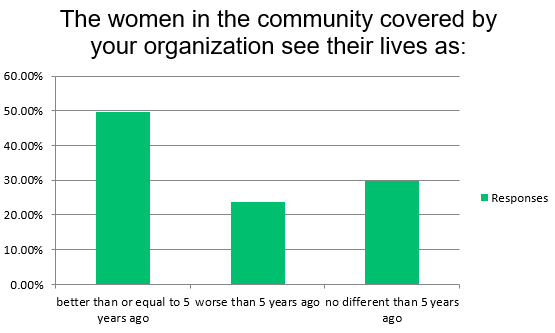 The women in the community covered by
your organization see their lives as:
60.00%
50.00%
40.00%
30.00%
20.00%
10.00%
0.00%
better than or equal to 5
years ago
worse than 5 years ago
no different than 5 years
ago
Responses